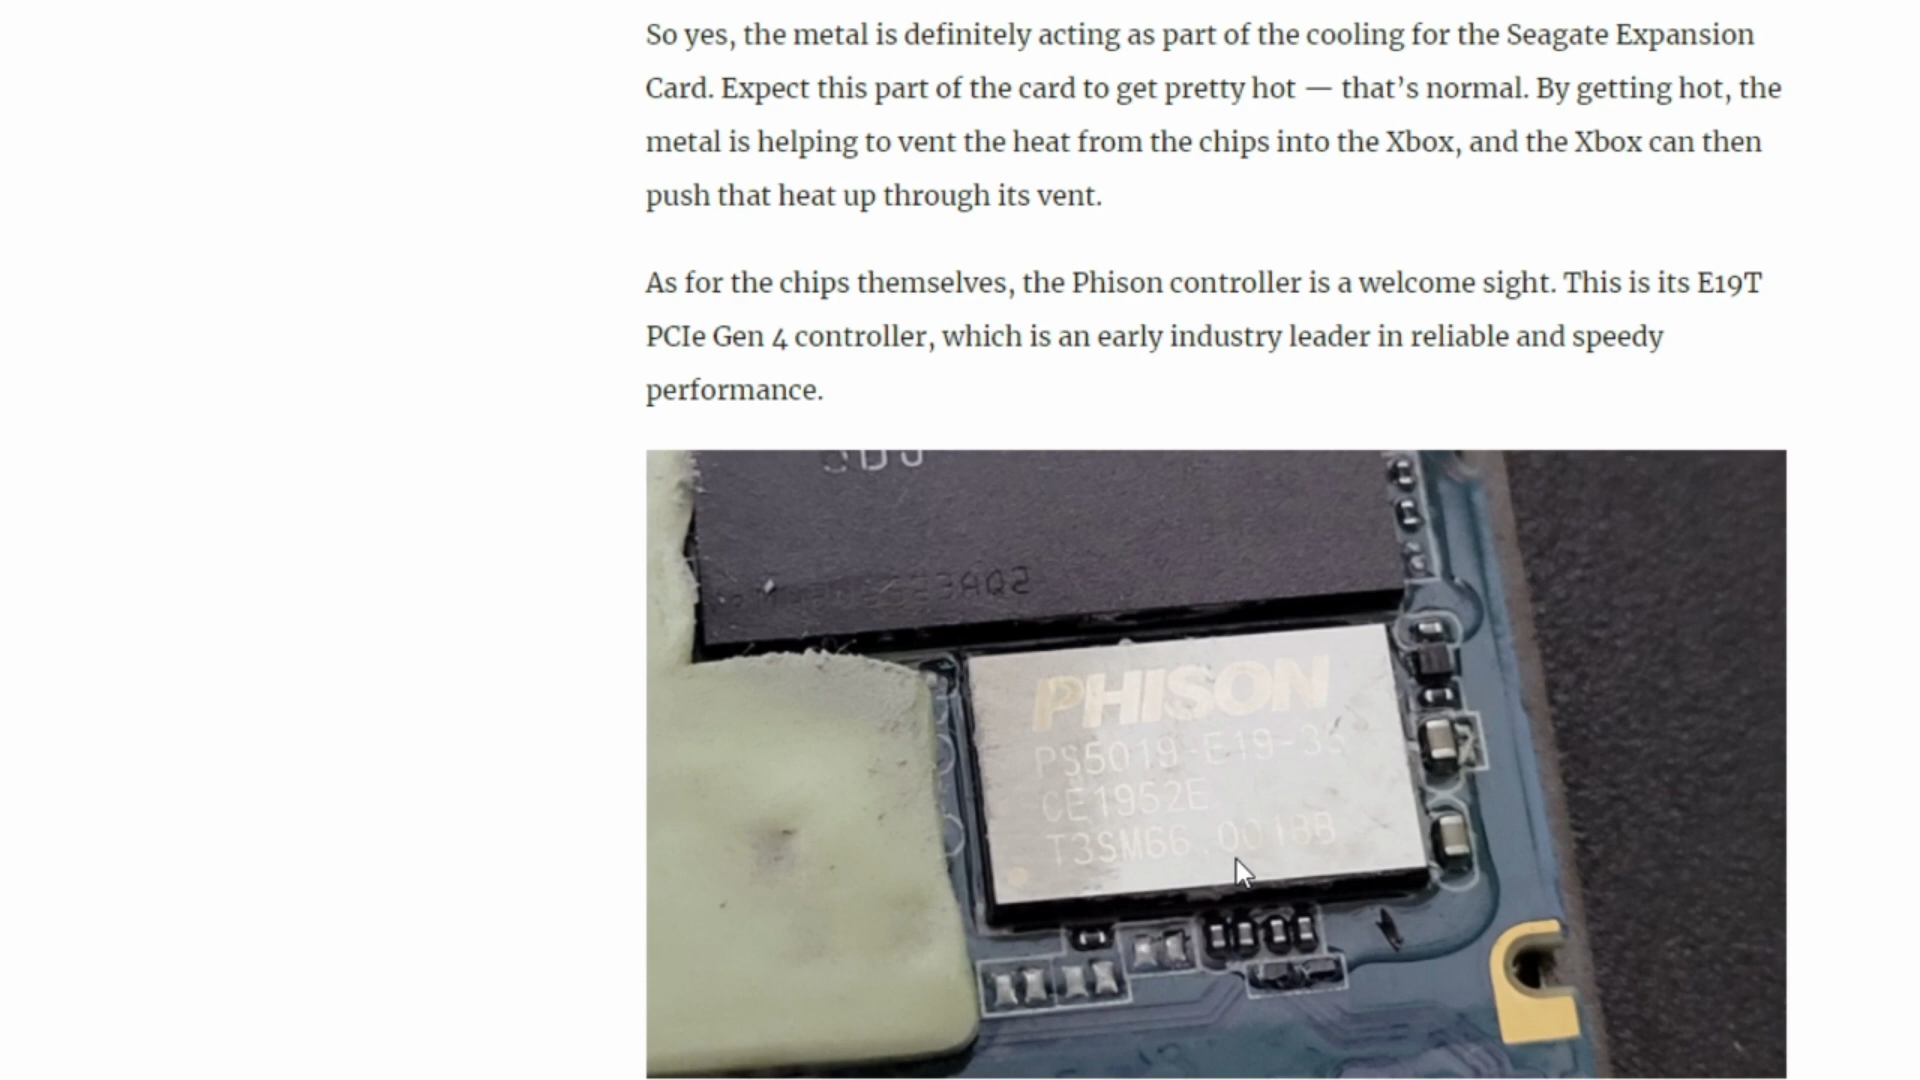 So yes, the metal is definitely acting as part of the cooling for the Seagate Expansion
Card. Expect this part of the card to get pretty hot — that’s normal. By getting hot, the
metal is helping to vent the heat from the chips into the Xbox, and the Xbox can then
push that heat up through its vent.
As for the chips themselves, the Phison controller is a welcome sight. This is its E19T
PCIe Gen 4 controller, which is an early industry leader in reliable and speedy
performance.
PHISON
CE1952E
T3SM66